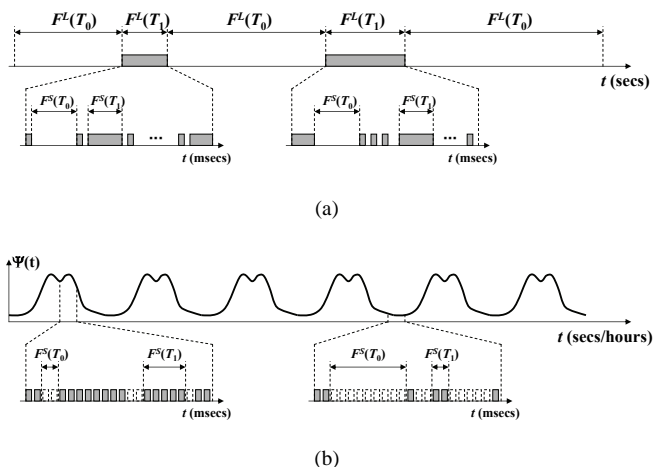 F^L(T_0) F^L(T_1) F^L(T_0) F^L(T_1) F^L(T_0)
t (secs)
F^S(T_0) F^S(T_1) F^S(T_0) F^S(T_1)
... ...
t (msecs) t (msecs)
(a)
Ψ(t)
t (secs/hours)
F^S(T_0) F^S(T_1) F^S(T_0) F^S(T_1)
t (msecs) t (msecs)
(b)